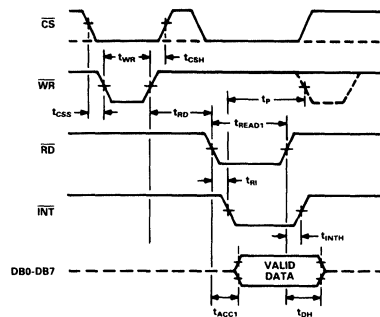 CS
tWR
tCSH
WR
tP
tCSS
tRD
tREAD1
RD
tRI
INT
tINTH
DB0-DB7
VALID
DATA
tACC1
tDH